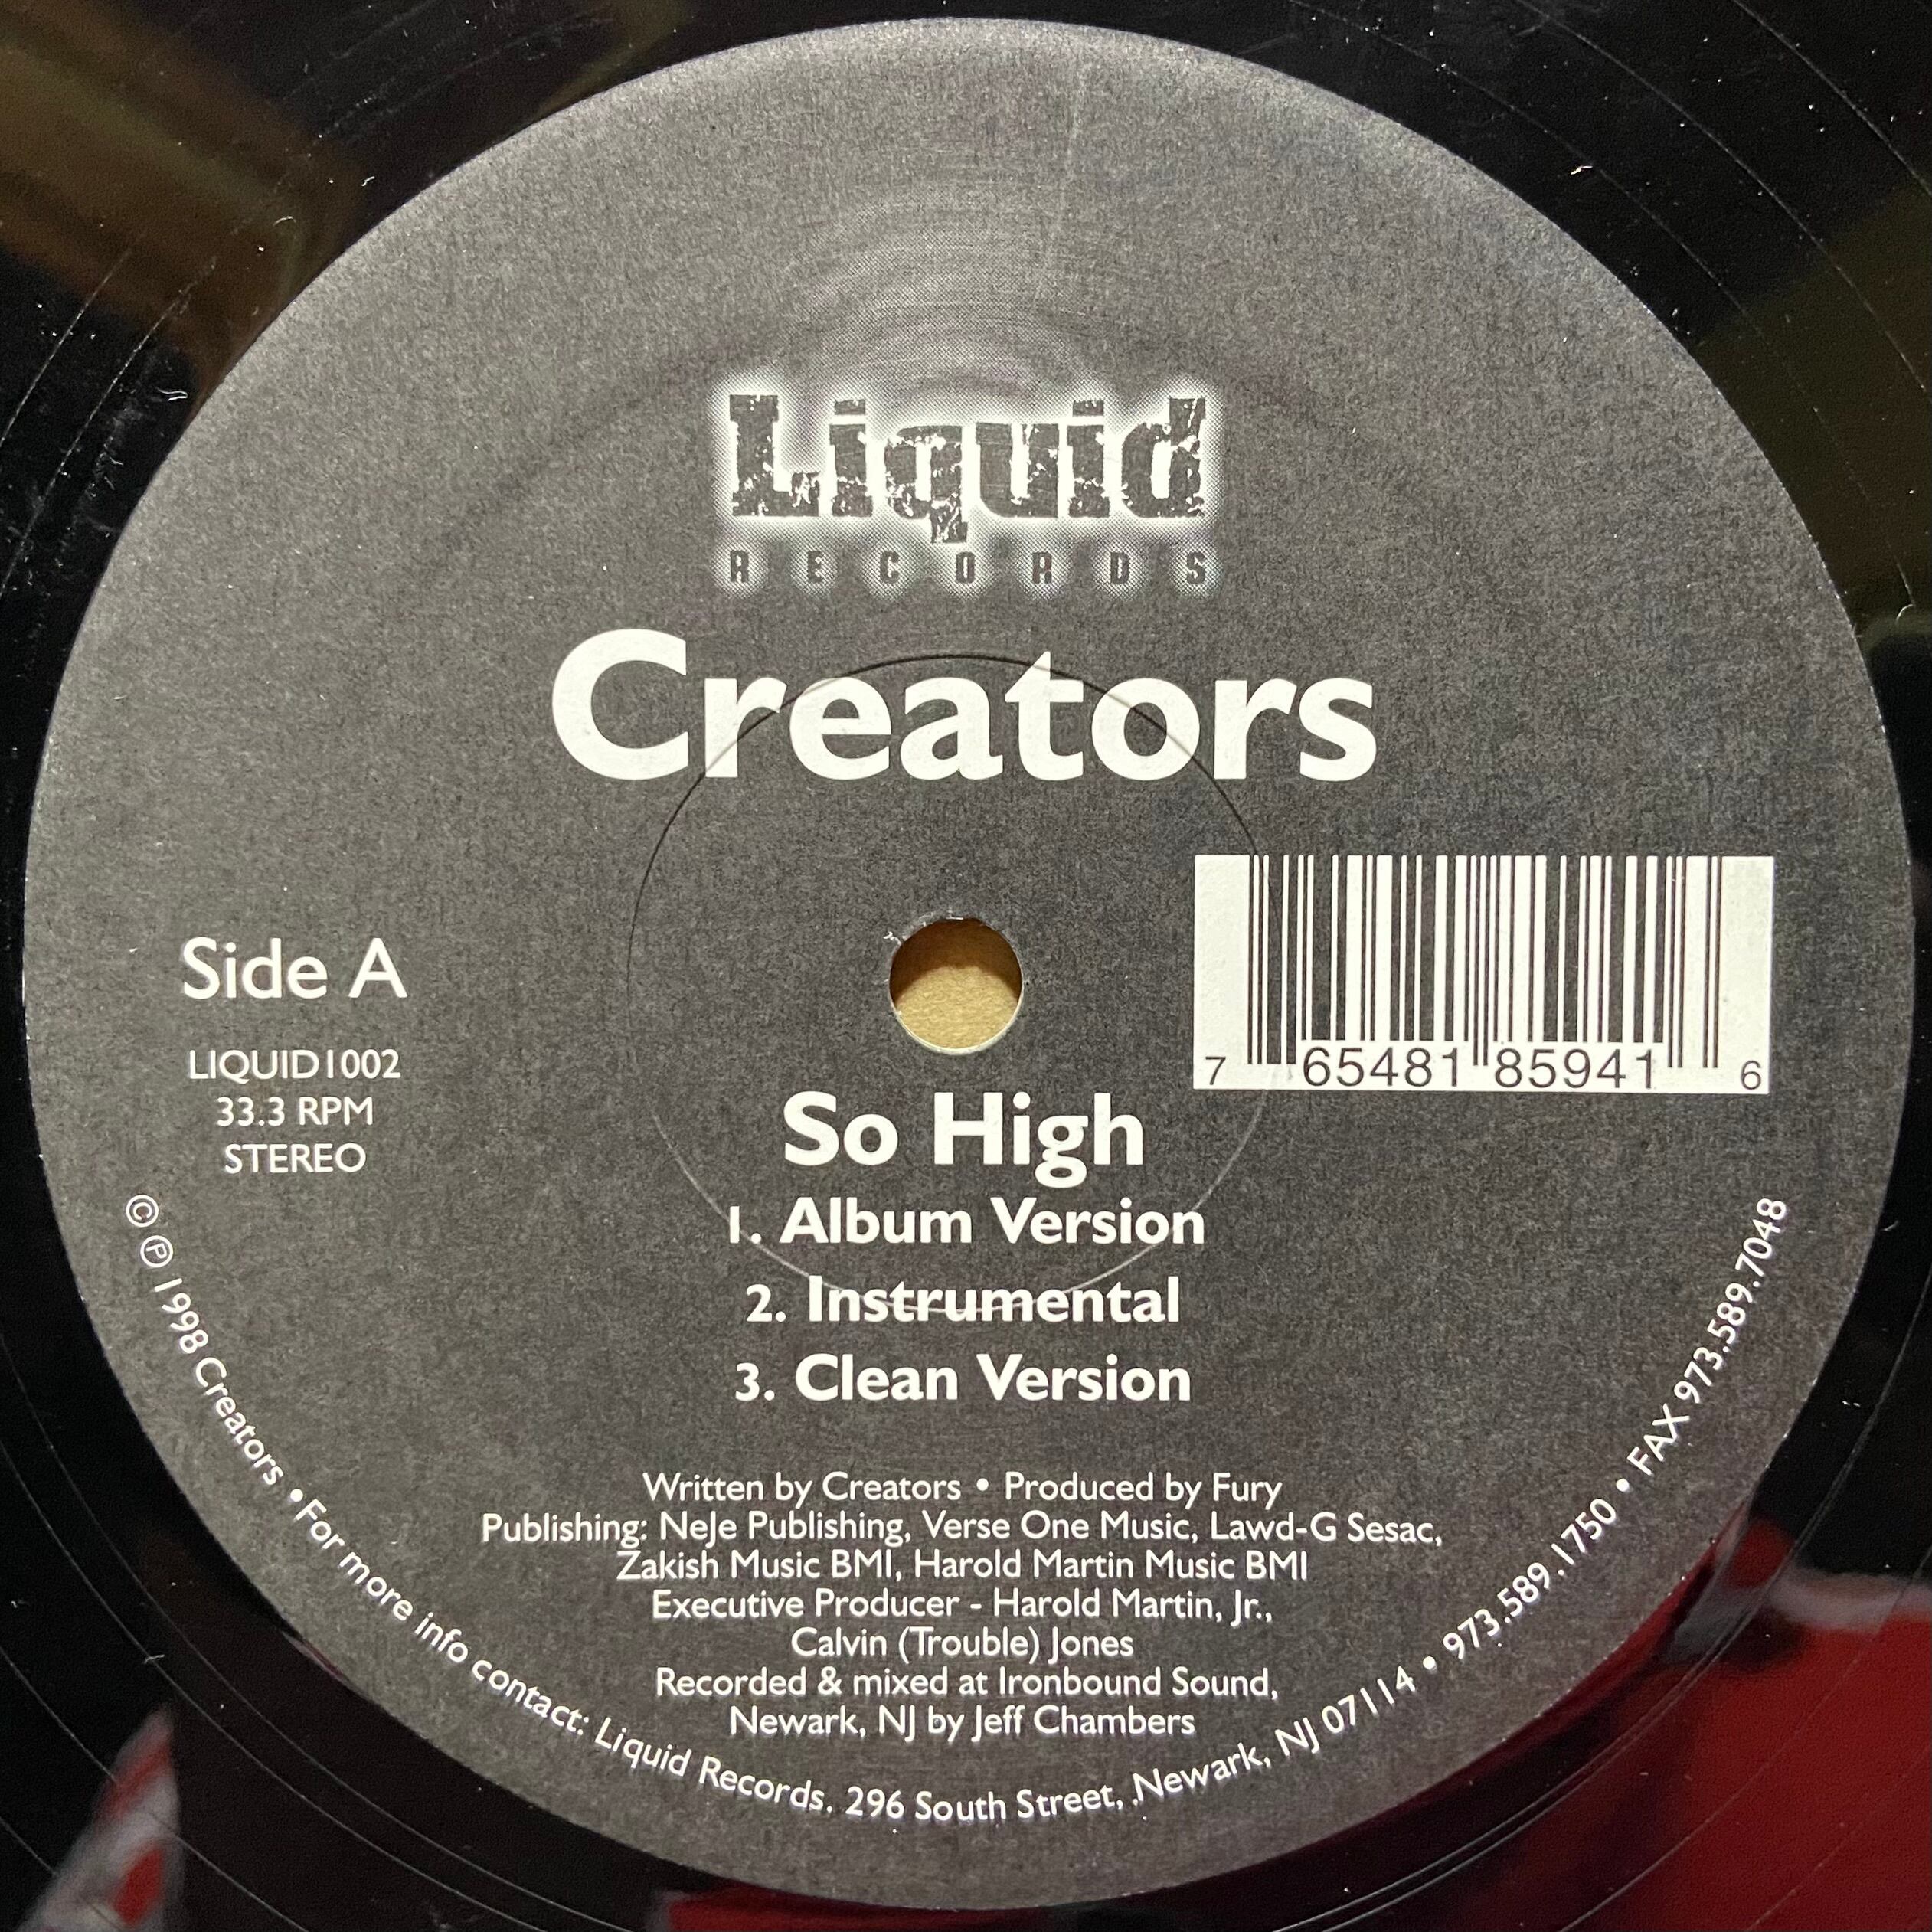 Liquid
RECORDS
Creators
Side A
LIQUID1002
33.3 RPM
STEREO
7 65481 85941 6
So High
1. Album Version
2. Instrumental
3. Clean Version
Written by Creators • Produced by Fury
Publishing: NeJe Publishing, Verse One Music, Lawd-G Sesac,
Zakish Music BMI, Harold Martin Music BMI
Executive Producer - Harold Martin, Jr.,
Calvin (Trouble) Jones
Recorded & mixed at Ironbound Sound,
Newark, NJ by Jeff Chambers
© ℗ 1998 Creators • For more info contact: Liquid Records. 296 South Street, Newark, NJ 07114 • 973.589.1750 • FAX 973.589.7048